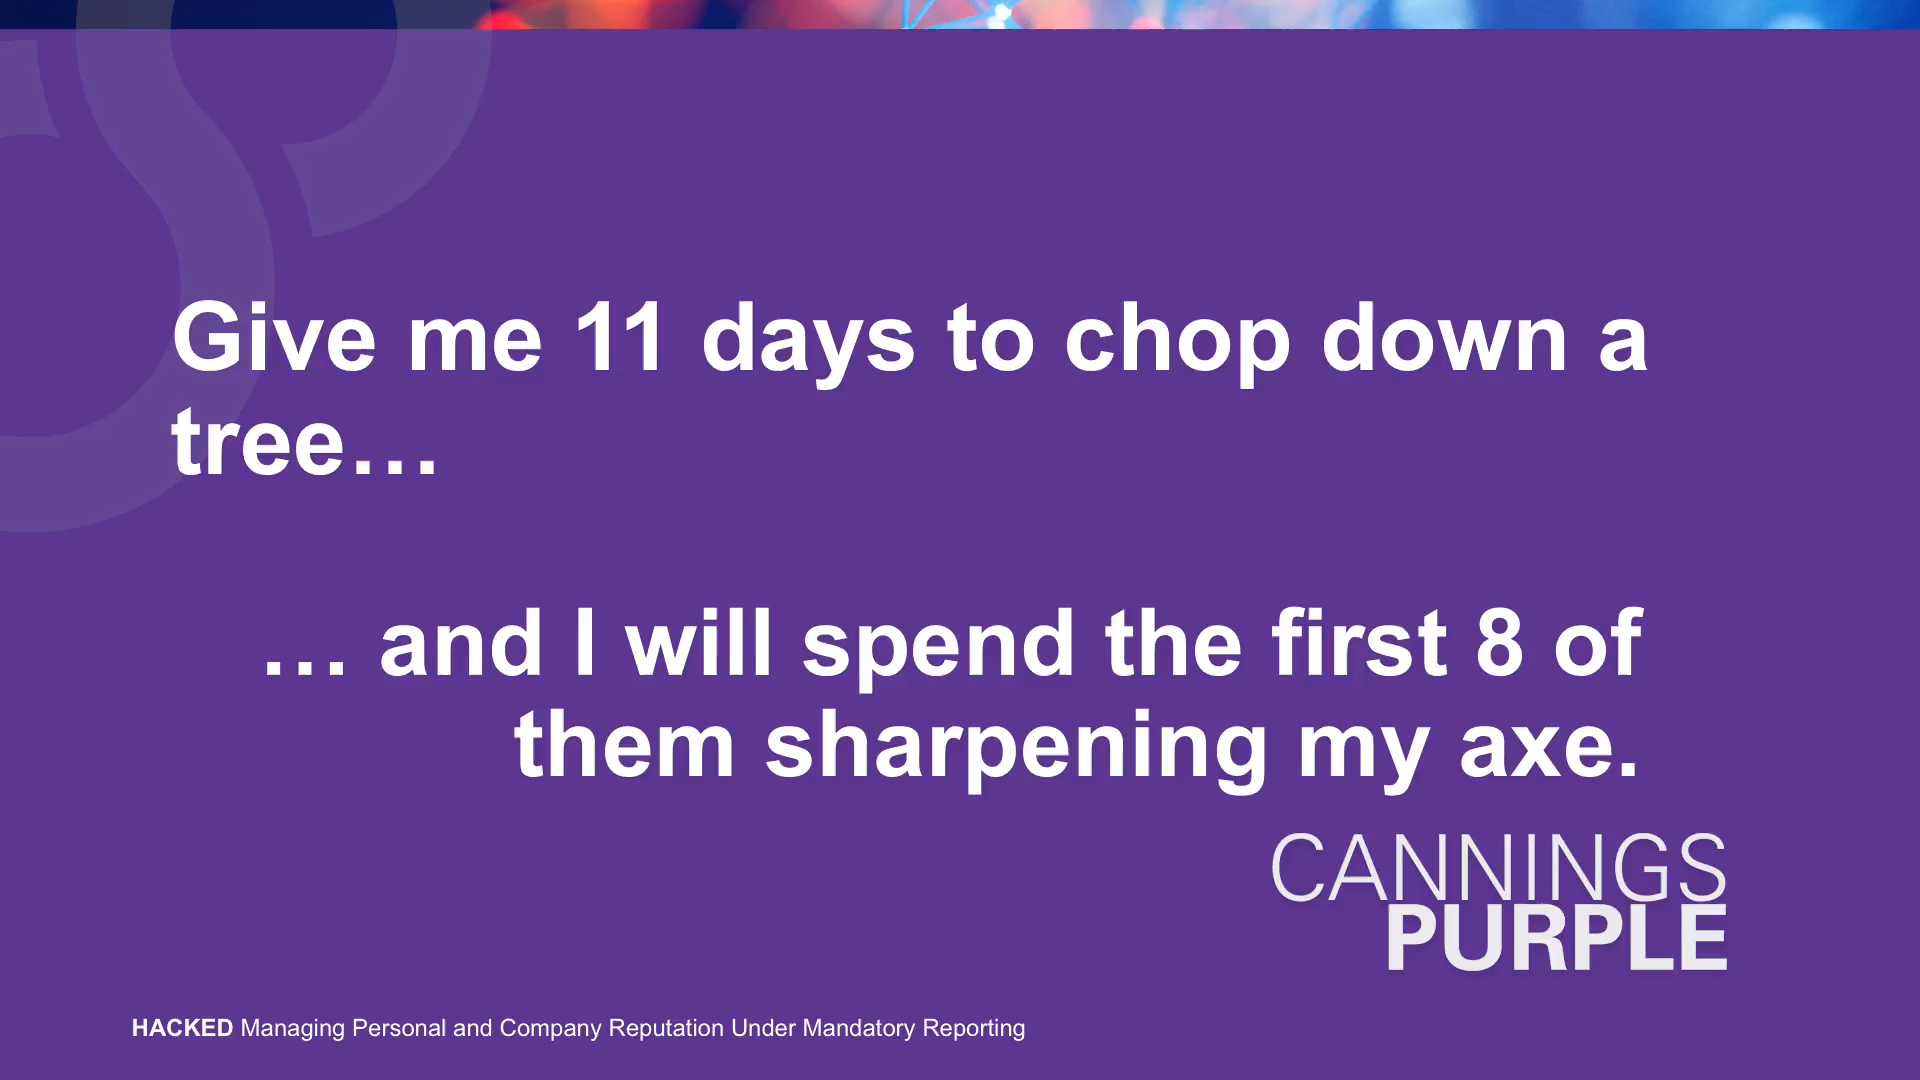 Give me 11 days to chop down a
tree…
… and I will spend the first 8 of
them sharpening my axe.
CANNINGS
PURPLE
HACKED Managing Personal and Company Reputation Under Mandatory Reporting